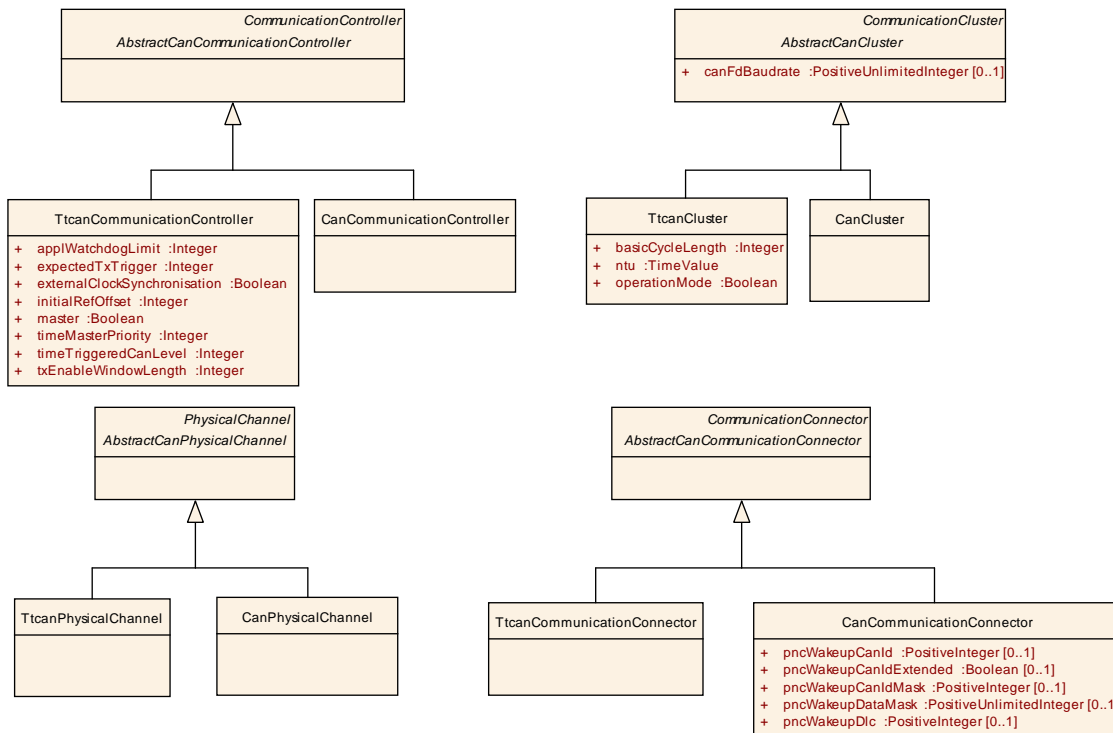 CommunicationController
AbstractCanCommunicationController
TtcanCommunicationController
+ applWatchdogLimit :Integer
+ expectedTxTrigger :Integer
+ externalClockSynchronisation :Boolean
+ initialRefOffset :Integer
+ master :Boolean
+ timeMasterPriority :Integer
+ timeTriggeredCanLevel :Integer
+ txEnableWindowLength :Integer
CanCommunicationController
CommunicationCluster
AbstractCanCluster
+ canFdBaudrate :PositiveUnlimitedInteger [0..1]
TtcanCluster
+ basicCycleLength :Integer
+ ntu :TimeValue
+ operationMode :Boolean
CanCluster
PhysicalChannel
AbstractCanPhysicalChannel
TtcanPhysicalChannel
CanPhysicalChannel
CommunicationConnector
AbstractCanCommunicationConnector
TtcanCommunicationConnector
CanCommunicationConnector
+ pncWakeupCanId :PositiveInteger [0..1]
+ pncWakeupCanIdExtended :Boolean [0..1]
+ pncWakeupCanIdMask :PositiveInteger [0..1]
+ pncWakeupDataMask :PositiveUnlimitedInteger [0..1
+ pncWakeupDlc :PositiveInteger [0..1]